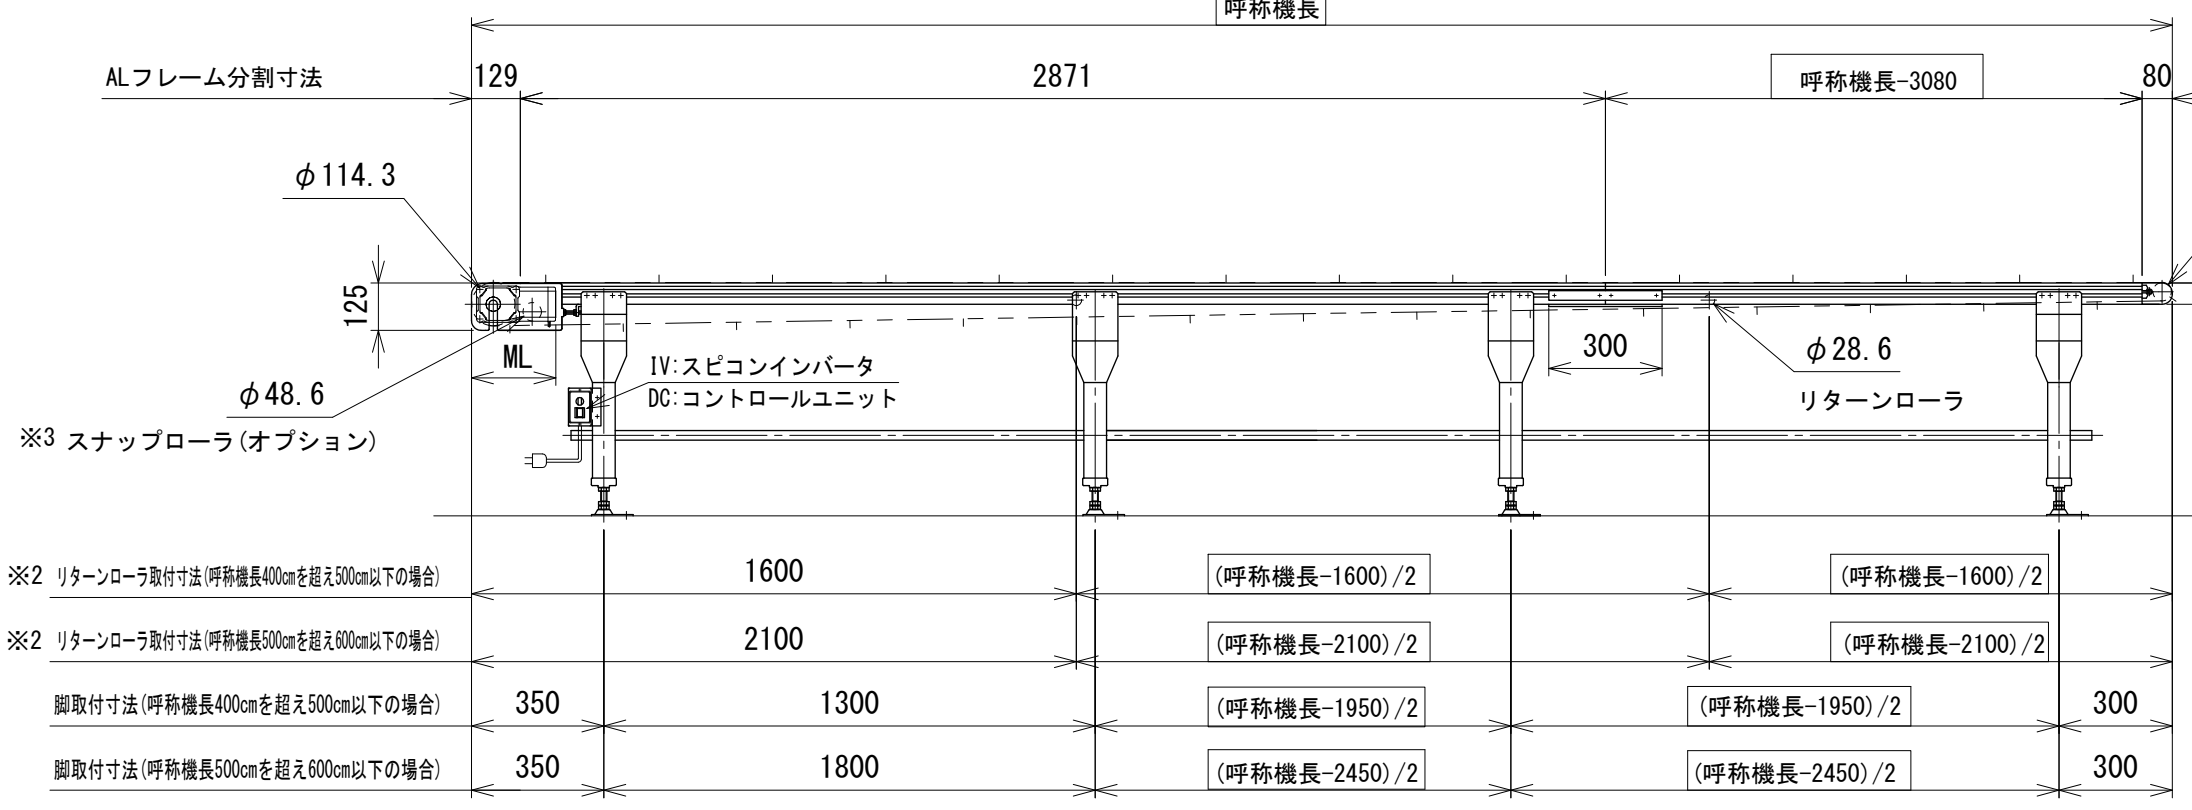 呼称機長
ALフレーム分割寸法 129 2871 呼称機長-3080 80
φ114.3
125
ML
300
φ28.6
リターンローラ
IV:スピコンインバータ
DC:コントロールユニット
φ48.6
※3 スナップローラ(オプション)
※2 リターンローラ取付寸法(呼称機長400cmを超え500cm以下の場合) 1600 (呼称機長-1600)/2 (呼称機長-1600)/2
※2 リターンローラ取付寸法(呼称機長500cmを超え600cm以下の場合) 2100 (呼称機長-2100)/2 (呼称機長-2100)/2
脚取付寸法(呼称機長400cmを超え500cm以下の場合) 350 1300 (呼称機長-1950)/2 (呼称機長-1950)/2 300
脚取付寸法(呼称機長500cmを超え600cm以下の場合) 350 1800 (呼称機長-2450)/2 (呼称機長-2450)/2 300